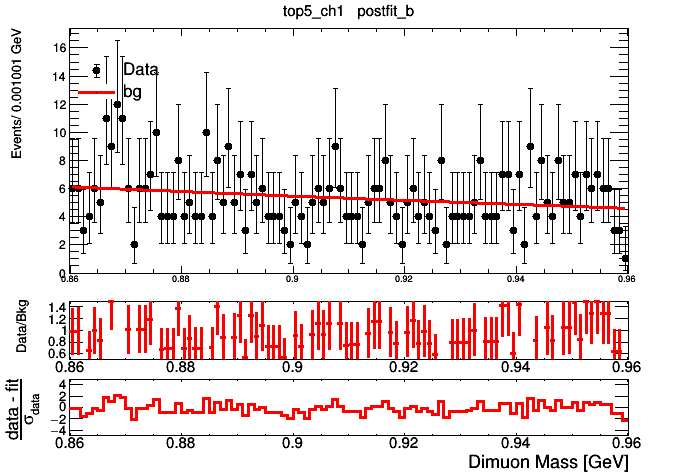 top5_ch1 postfit_b
Events/ 0.001001 GeV
16
14
12
10
8
6
4
2
0
Data
bg
0.86 0.88 0.9 0.92 0.94 0.96
Data/Bkg
1.4
1.2
1.0
0.8
0.6
0.86 0.88 0.9 0.92 0.94 0.96
data - fit
σdata
4
2
0
−2
−4
0.86 0.88 0.9 0.92 0.94 0.96
Dimuon Mass [GeV]